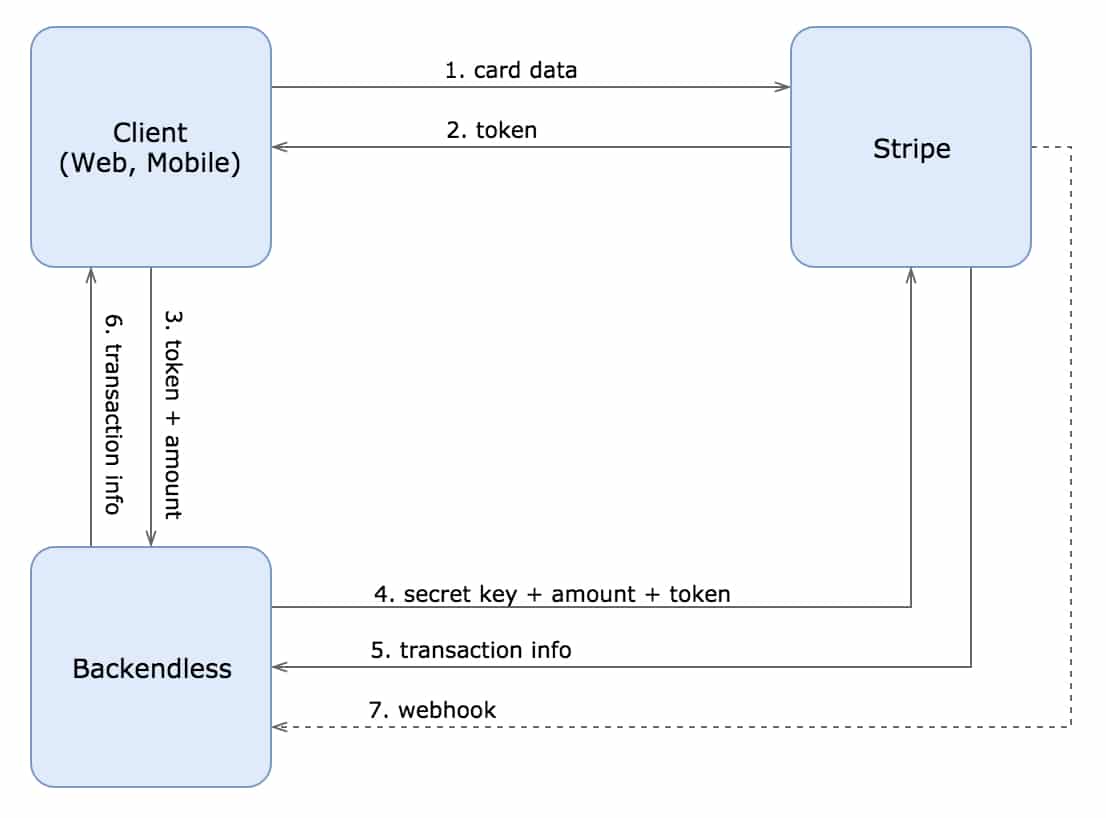 1. card data
2. token
Client
(Web, Mobile)
Stripe
6. transaction info
3. token + amount
4. secret key + amount + token
5. transaction info
Backendless
7. webhook